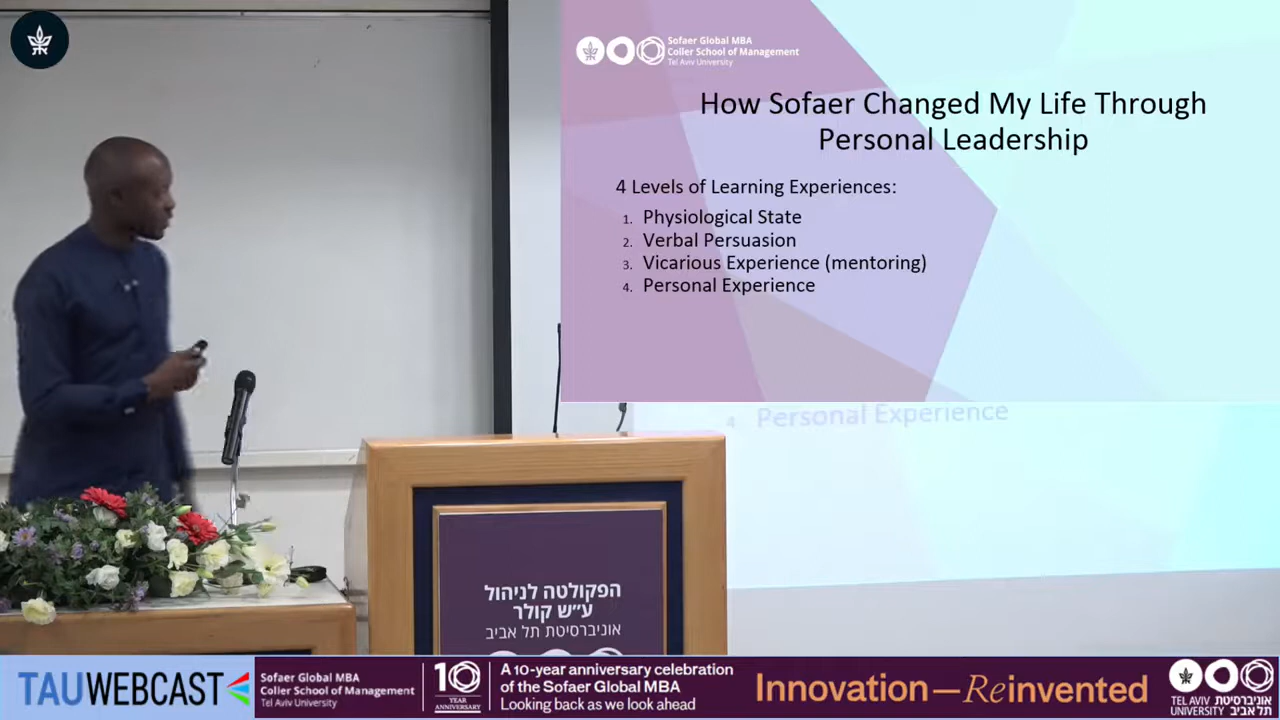 Sofaer Global MBA
Coller School of Management
Tel Aviv University
How Sofaer Changed My Life Through
Personal Leadership
4 Levels of Learning Experiences:
1. Physiological State
2. Verbal Persuasion
3. Vicarious Experience (mentoring)
4. Personal Experience
4 Personal Experience
הפקולטה לניהול
ע״ש קולר
אוניברסיטת תל אביב
TAUWEBCAST
Sofaer Global MBA
Coller School of Management
Tel Aviv University
10
YEAR
ANNIVERSARY
A 10-year anniversary celebration
of the Sofaer Global MBA
Looking back as we look ahead
Innovation—Reinvented
TEL AVIV אוניברסיטת
UNIVERSITY תל אביב